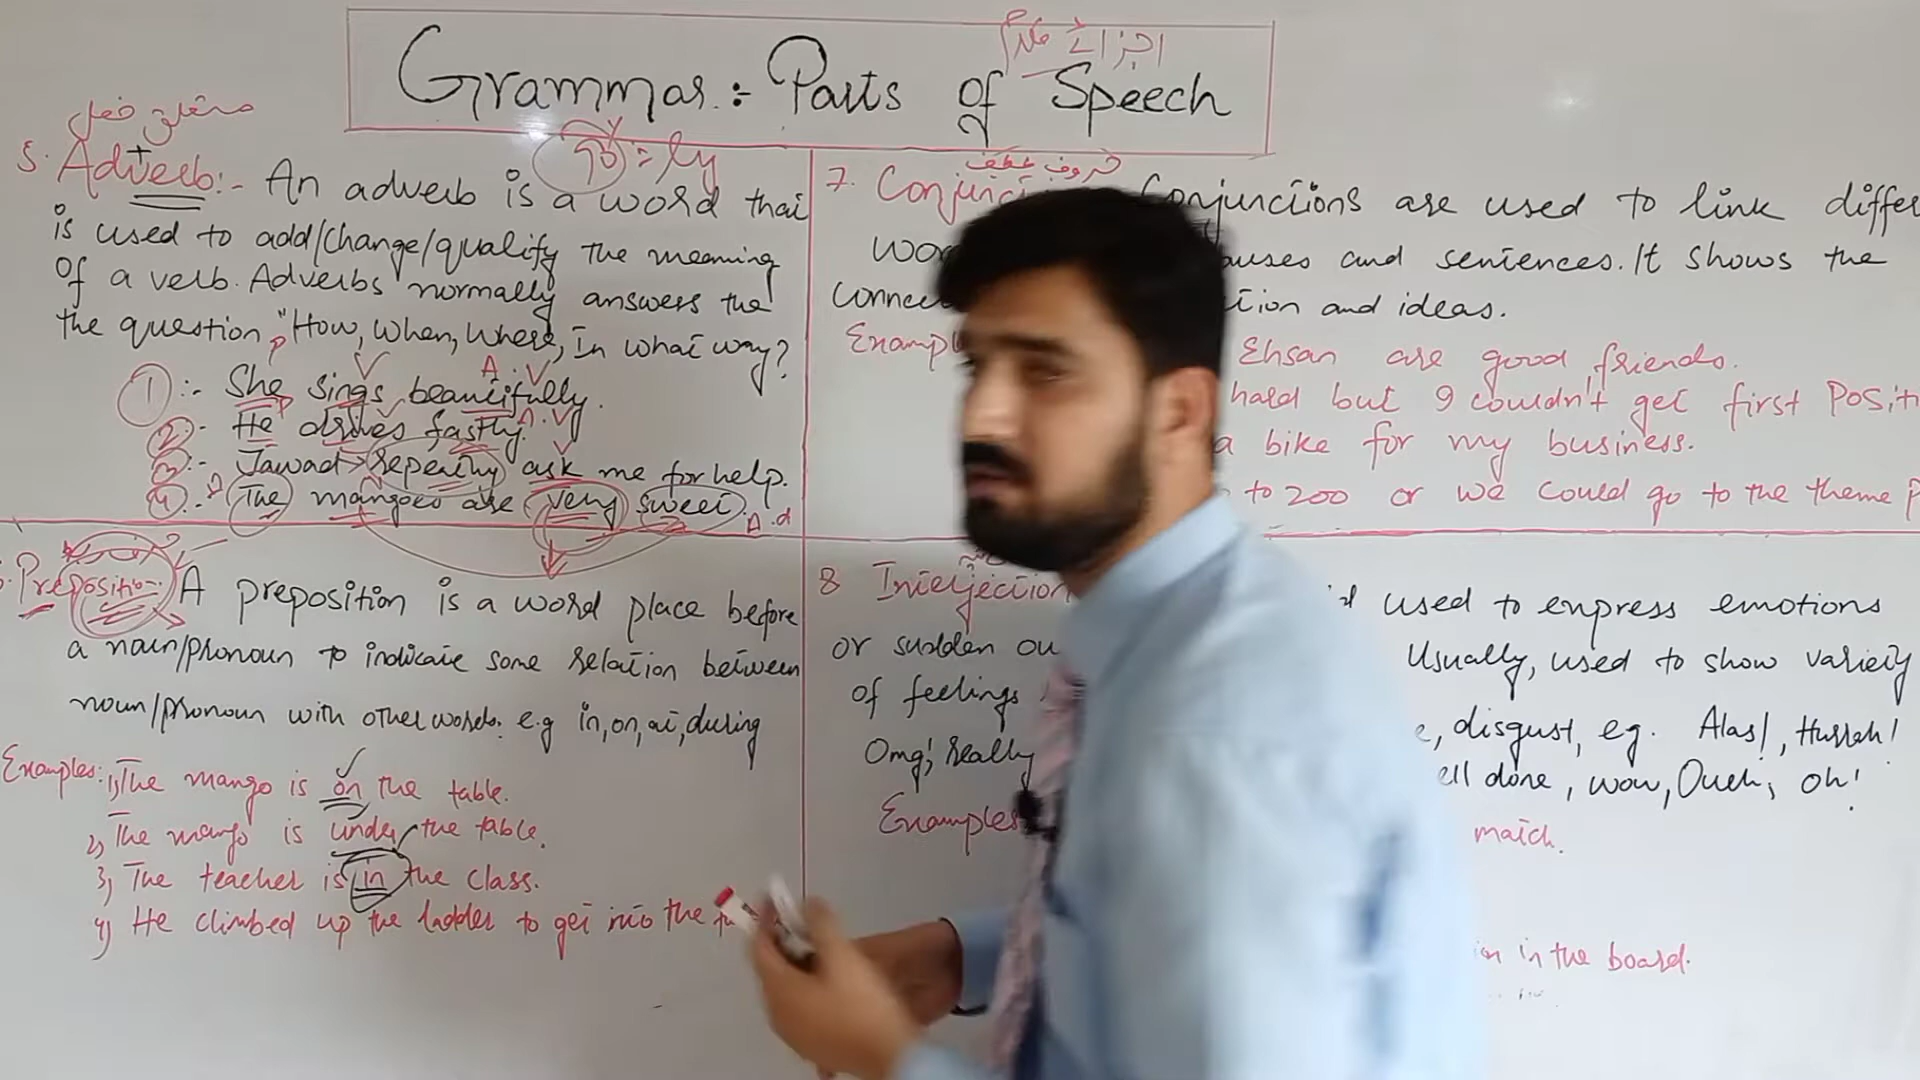 اجزائے کلام
Grammar :- Parts of Speech
متعلق فعل
90% = ly
5. Adverb:- An adverb is a word that
is used to add/change/qualify the meaning
of a verb. Adverbs normally answers the
the question "How, When, Where, In what way?
1 :- She sings beautifully.
2 :- He drives fastly.
3 :- Jawad repeatly ask me for help.
4 :- The mangoes are very sweet.
Preposition:- A preposition is a word place before
a noun/pronoun to indicate some relation between
noun/pronoun with other words. e.g in, on, at, during
Examples: 1) The mango is on the table.
2) The mango is under the table.
3) The teacher is in the class.
4) He climbed up the ladder to get into the
حروف عطف
7. Conjunctions are used to link differ
and sentences. It shows the
and ideas.
Ehsan are good friends.
hard but I couldn't get first Positi
a bike for my business.
to 200 or we could go to the theme P
8 Interjection
used to express emotions
or sudden ou
Usually, used to show variety
of feelings
disgust, eg. Alas!, Hurrah!
Omg!, really
ell done, wow, Ouch, oh!
Examples
match.
in the board.